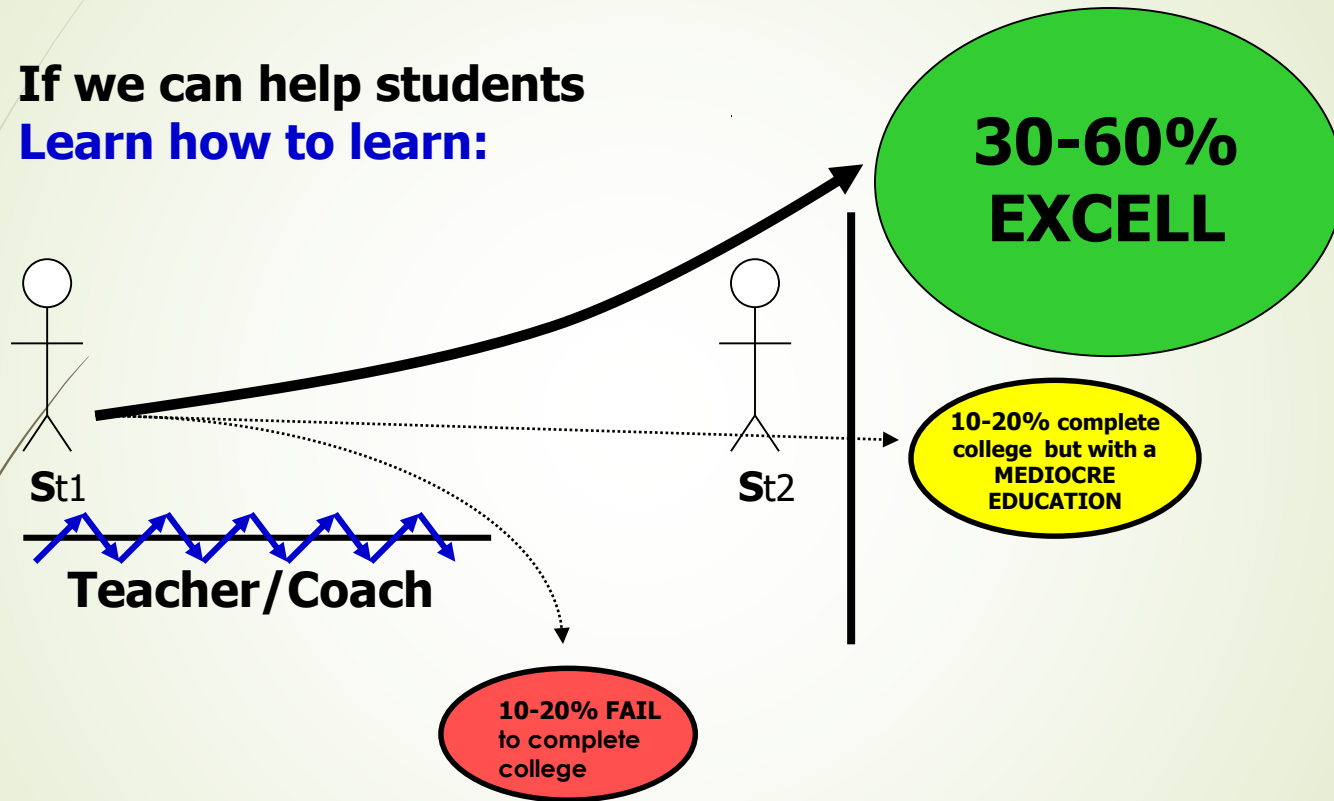 If we can help students
Learn how to learn:
30-60%
EXCELL
St1
St2
10-20% complete
college but with a
MEDIOCRE
EDUCATION
Teacher/Coach
10-20% FAIL
to complete
college